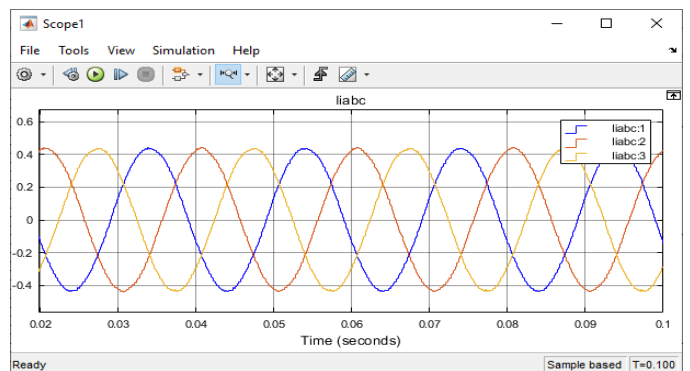 Scope1
File Tools View Simulation Help
Iiabc
Iiabc:1
Iiabc:2
Iiabc:3
0.6
0.4
0.2
0
-0.2
-0.4
0.02 0.03 0.04 0.05 0.06 0.07 0.08 0.09 0.1
Time (seconds)
Ready Sample based T=0.100